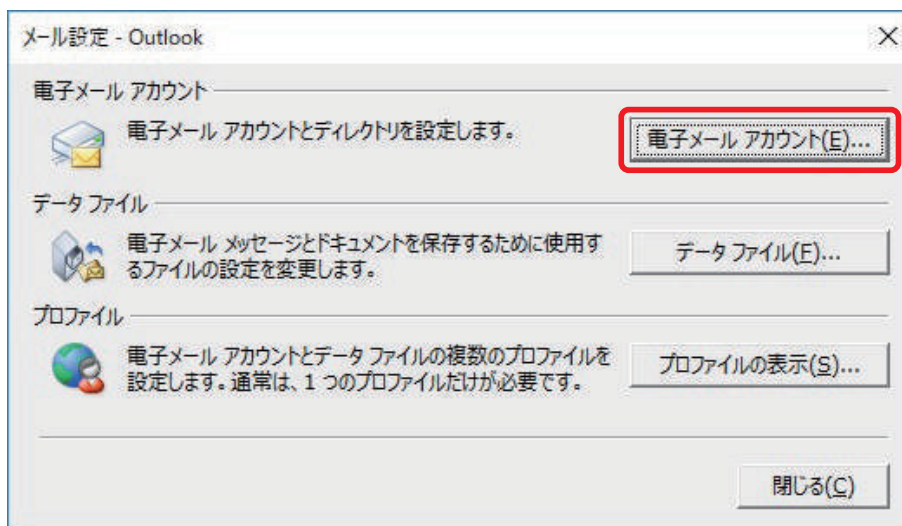 メール設定 - Outlook
電子メール アカウント
電子メール アカウントとディレクトリを設定します。
電子メール アカウント(E)...
データ ファイル
電子メール メッセージとドキュメントを保存するために使用す
るファイルの設定を変更します。
データ ファイル(F)...
プロファイル
電子メール アカウントとデータ ファイルの複数のプロファイルを
設定します。通常は、1 つのプロファイルだけが必要です。
プロファイルの表示(S)...
閉じる(C)